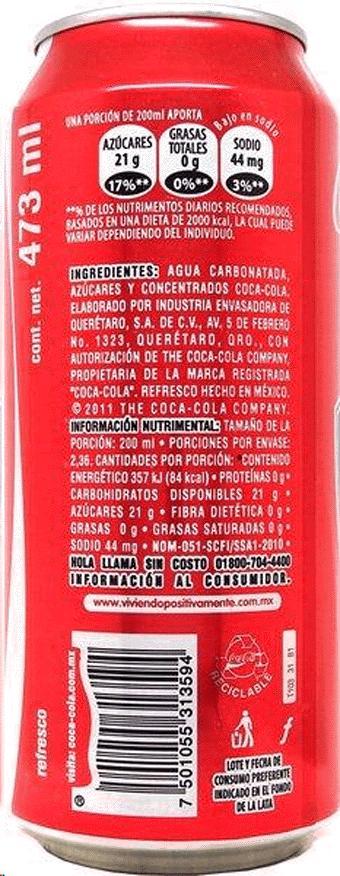 UNA PORCIÓN DE 200ml APORTA
Bajo en sodio
AZÚCARES
21 g
17%**
GRASAS
TOTALES
0 g
0%**
SODIO
44 mg
3%**
**% DE LOS NUTRIMENTOS DIARIOS RECOMENDADOS,
BASADOS EN UNA DIETA DE 2000 kcal, LA CUAL PUEDE
VARIAR DEPENDIENDO DEL INDIVIDUO.
cont. net. 473 ml
INGREDIENTES: AGUA CARBONATADA,
AZÚCARES Y CONCENTRADOS COCA-COLA.
ELABORADO POR INDUSTRIA ENVASADORA DE
QUERÉTARO, S.A. DE C.V., AV. 5 DE FEBRERO
No. 1323, QUERÉTARO, QRO., CON
AUTORIZACIÓN DE THE COCA-COLA COMPANY,
PROPIETARIA DE LA MARCA REGISTRADA
"COCA-COLA". REFRESCO HECHO EN MÉXICO.
© 2011 THE COCA-COLA COMPANY.
INFORMACIÓN NUTRIMENTAL: TAMAÑO DE LA
PORCIÓN: 200 ml • PORCIONES POR ENVASE:
2,36. CANTIDADES POR PORCIÓN: *CONTENIDO
ENERGÉTICO 357 kJ (84 kcal) • PROTEÍNAS 0 g •
CARBOHIDRATOS DISPONIBLES 21 g •
AZÚCARES 21 g • FIBRA DIETÉTICA 0 g •
GRASAS 0 g • GRASAS SATURADAS 0 g •
SODIO 44 mg • NOM-051-SCFI/SSA1-2010 •
HOLA LLAMA SIN COSTO 01800-704-4400
INFORMACIÓN AL CONSUMIDOR.
www.viviendopositivamente.com.mx
refresco
visita: coca-cola.com.mx
®
7 501055 313594
Coca-Cola
RECICLABLE
T103 31 B1
LOTE Y FECHA DE
CONSUMO PREFERENTE
INDICADO EN EL FONDO
DE LA LATA